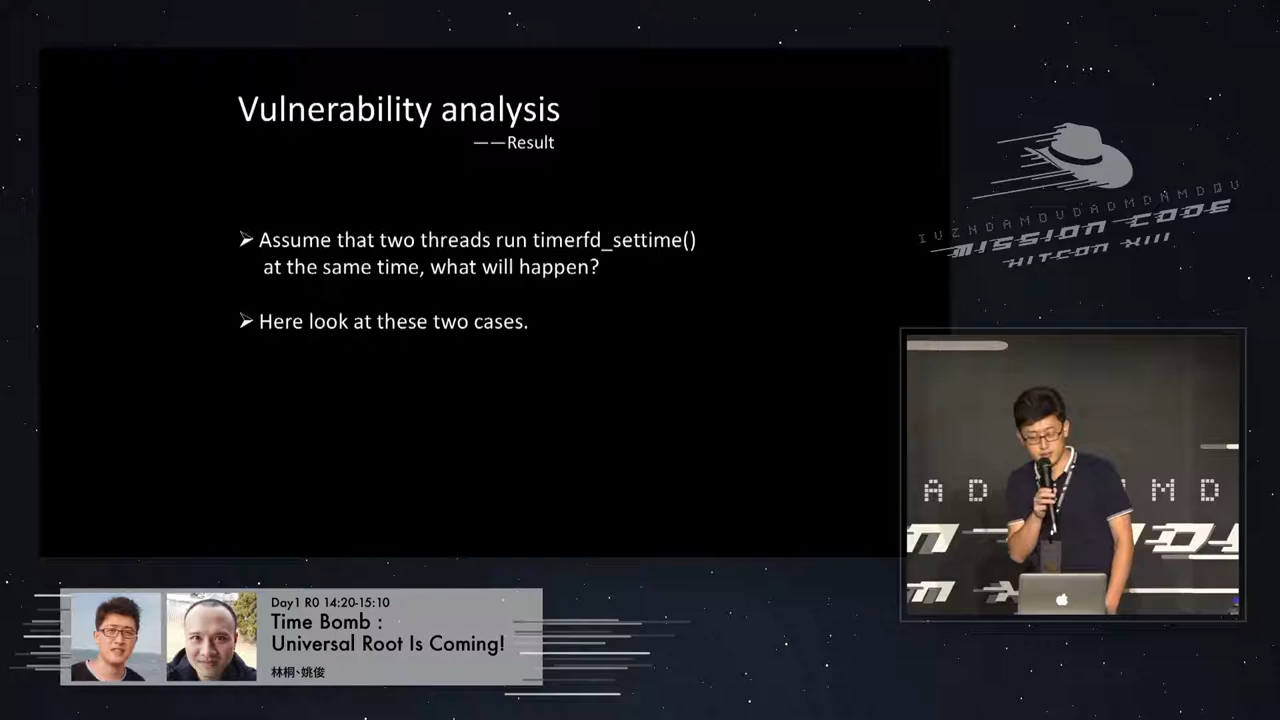 Vulnerability analysis
——Result
➢ Assume that two threads run timerfd_settime()
at the same time, what will happen?
➢ Here look at these two cases.
IUZHDAMOUDADMDNMDQU
MISSION CODE
HITCON XIII
A D
M D
Day1 R0 14:20-15:10
Time Bomb :
Universal Root Is Coming!
林桐、姚俊